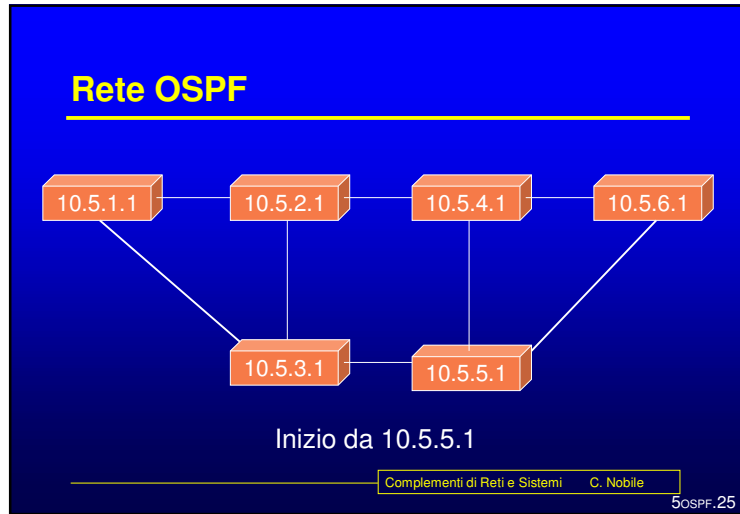 Rete OSPF
10.5.1.1
10.5.2.1
10.5.4.1
10.5.6.1
10.5.3.1
10.5.5.1
Inizio da 10.5.5.1
Complementi di Reti e Sistemi C. Nobile
5OSPF.25